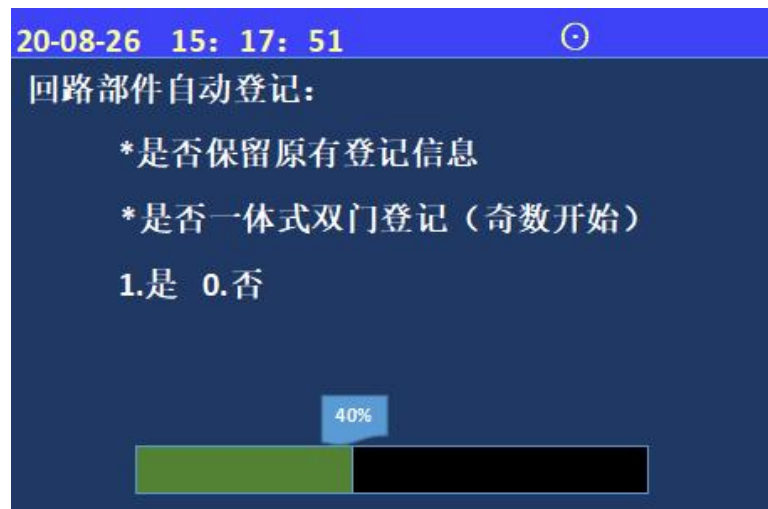 20-08-26 15：17：51
回路部件自动登记：
*是否保留原有登记信息
*是否一体式双门登记（奇数开始）
1.是 0.否
40%